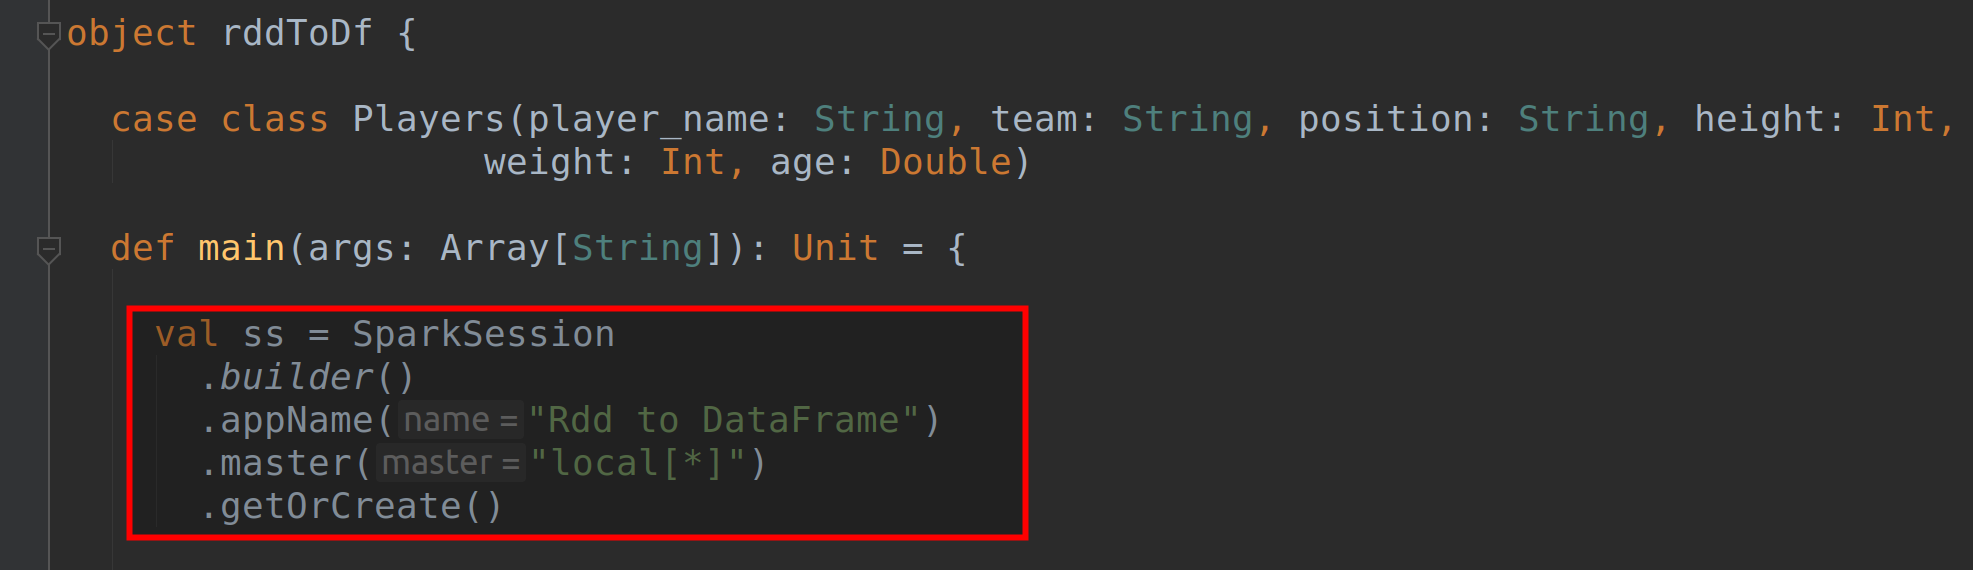 object rddToDf {
case class Players(player_name: String, team: String, position: String, height: Int,
weight: Int, age: Double)
def main(args: Array[String]): Unit = {
val ss = SparkSession
.builder()
.appName( name = "Rdd to DataFrame")
.master( master = "local[*]")
.getOrCreate()